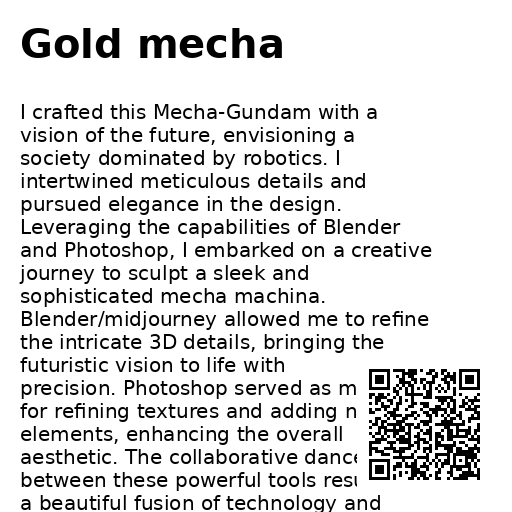 Gold mecha
I crafted this Mecha-Gundam with a
vision of the future, envisioning a
society dominated by robotics. I
intertwined meticulous details and
pursued elegance in the design.
Leveraging the capabilities of Blender
and Photoshop, I embarked on a creative
journey to sculpt a sleek and
sophisticated mecha machina.
Blender/midjourney allowed me to refine
the intricate 3D details, bringing the
futuristic vision to life with
precision. Photoshop served as
for refining textures and adding
elements, enhancing the overall
aesthetic. The collaborative dance
between these powerful tools
a beautiful fusion of technology and